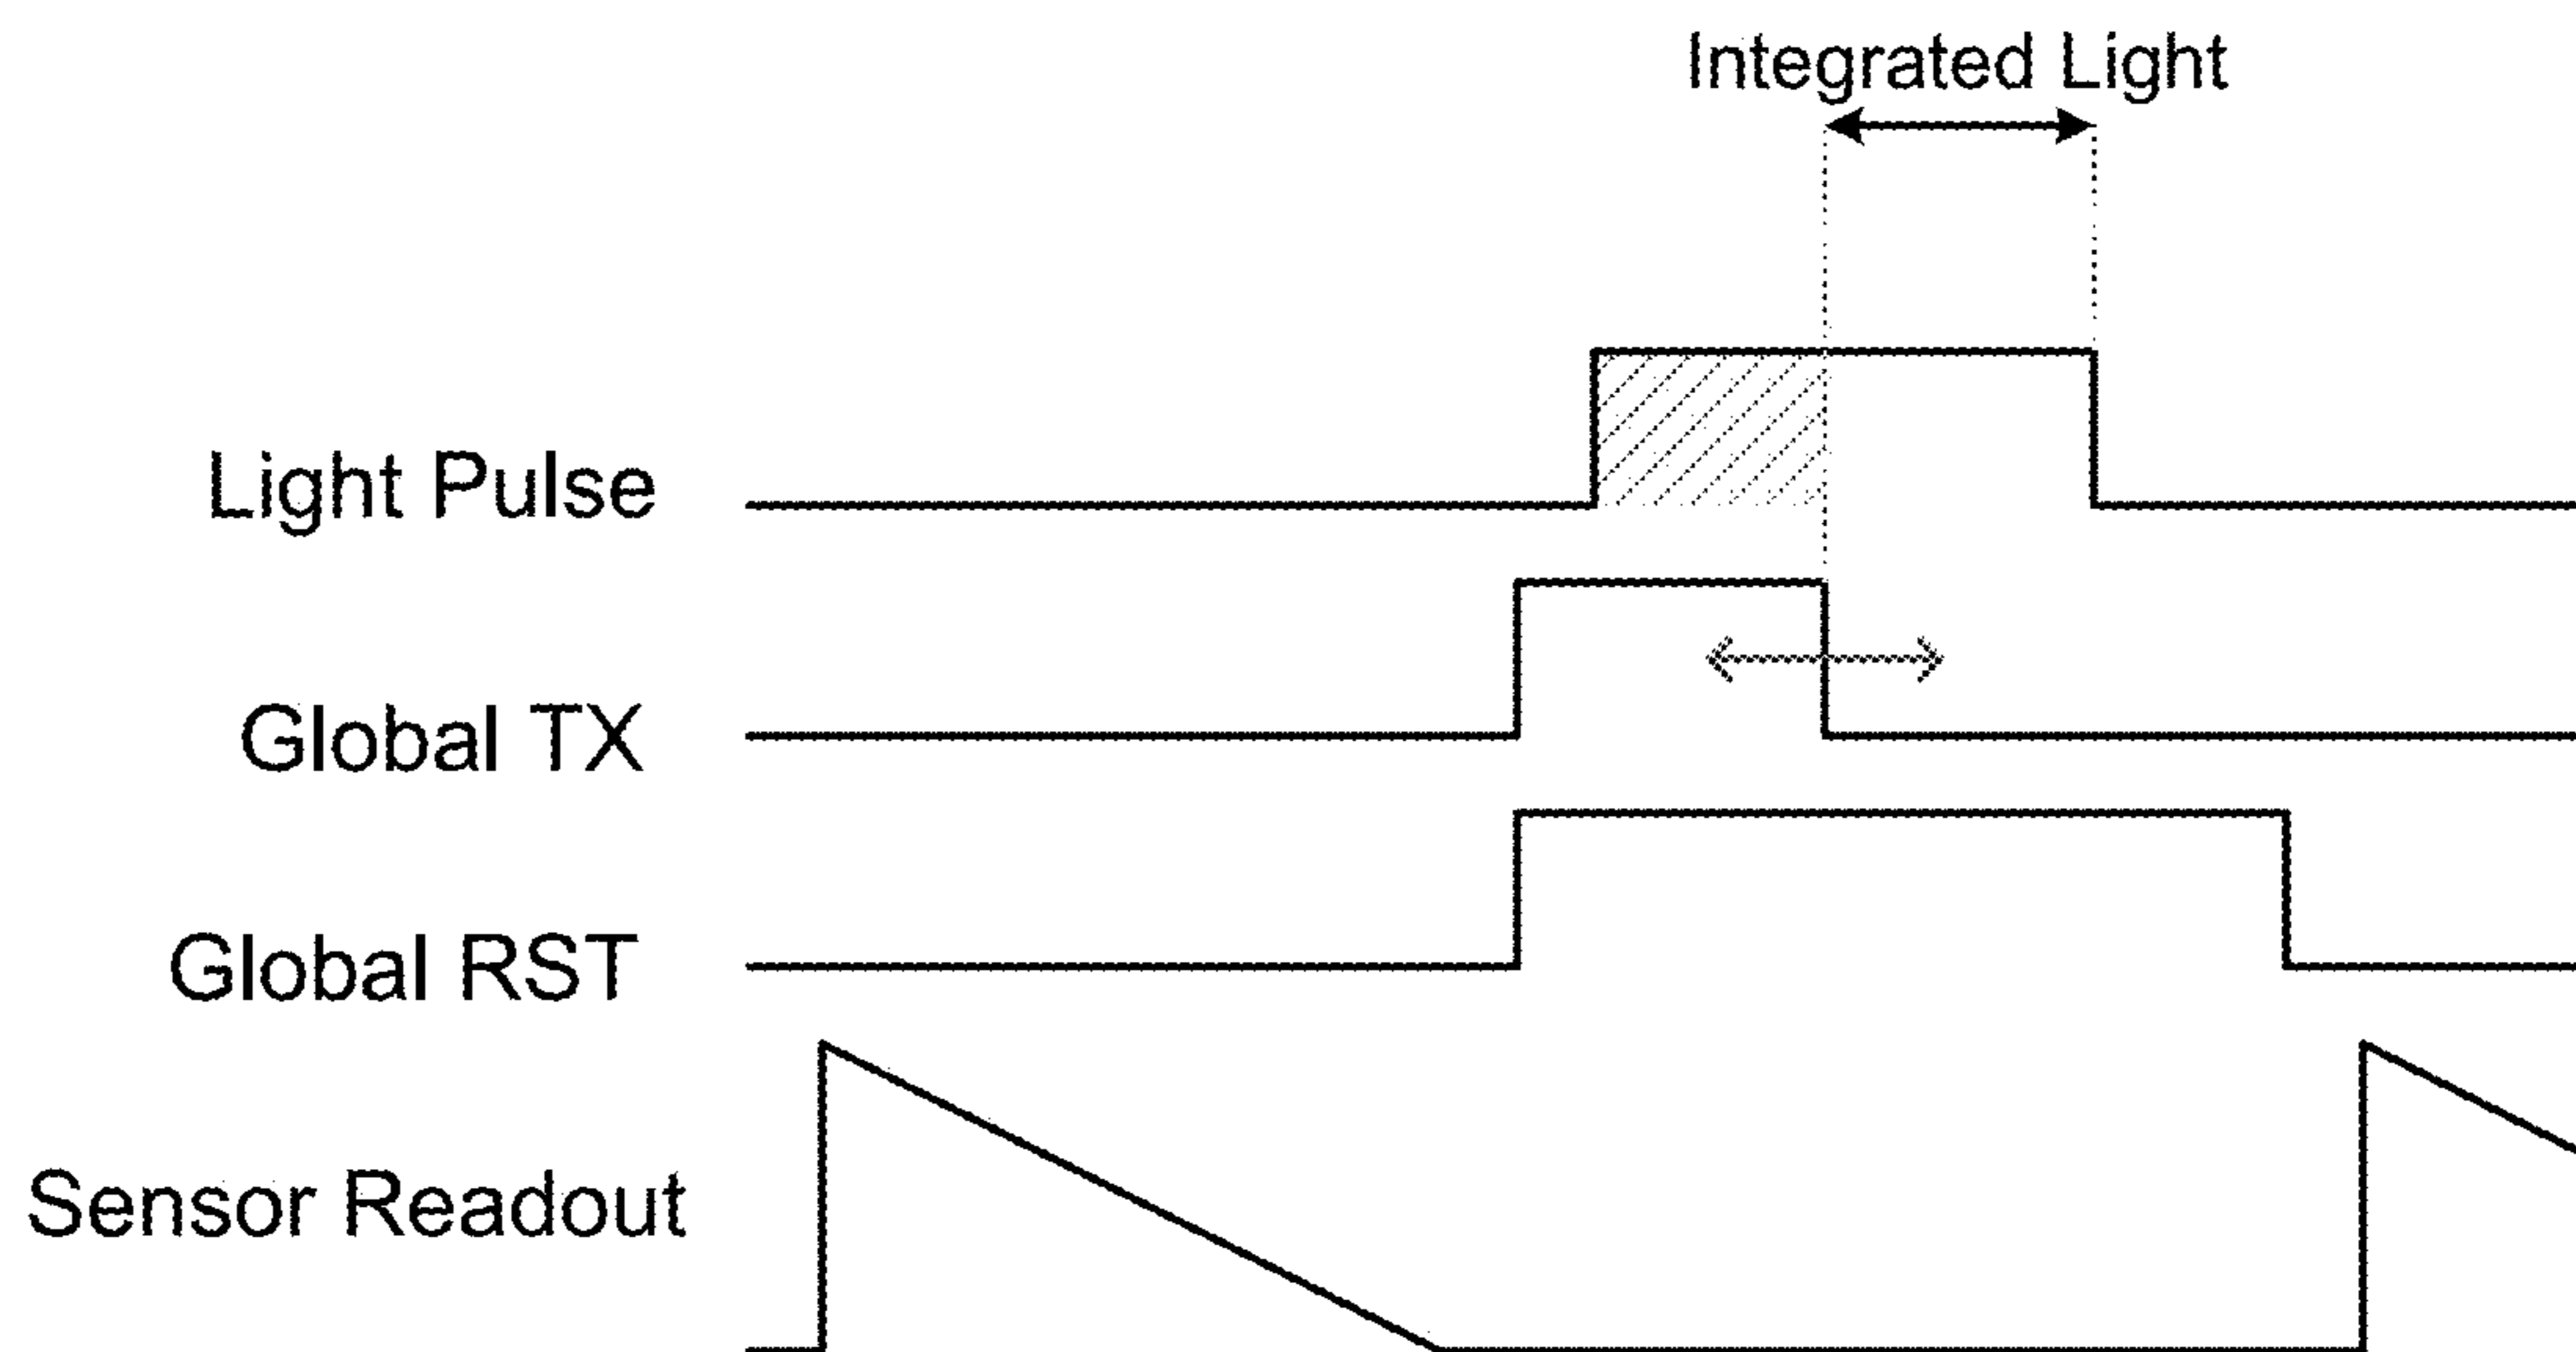 Integrated Light
Light Pulse
Global TX
Global RST
Sensor Readout